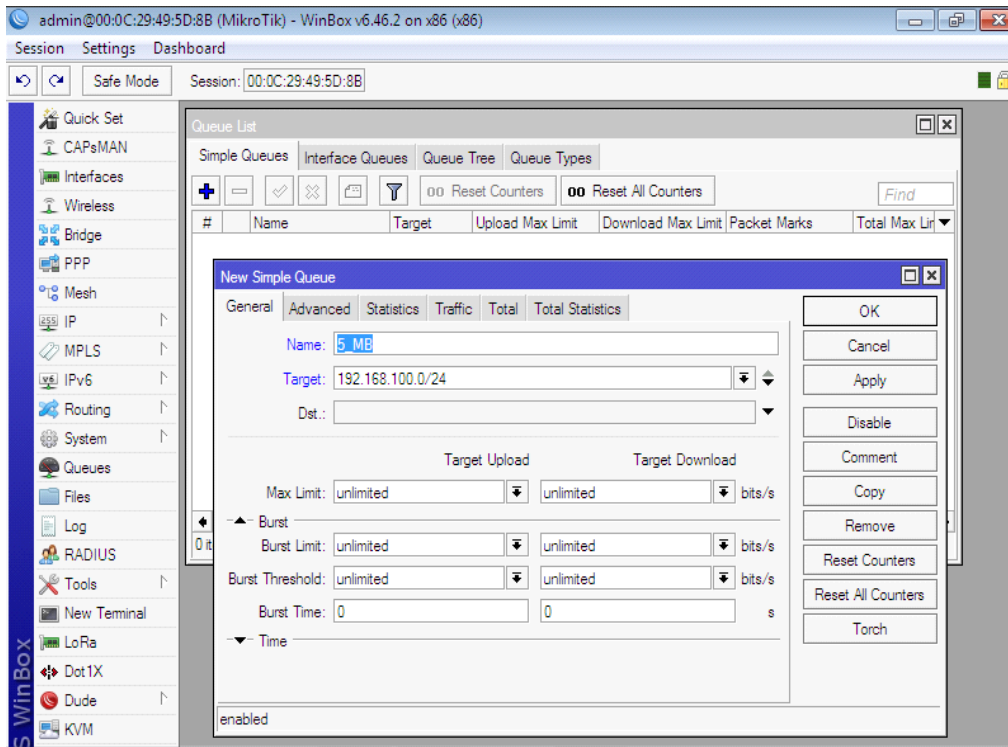 admin@00:0C:29:49:5D:8B (MikroTik) - WinBox v6.46.2 on x86 (x86)
Session Settings Dashboard
Safe Mode Session: 00:0C:29:49:5D:8B
Quick Set
CAPsMAN
Interfaces
Wireless
Bridge
PPP
Mesh
IP
MPLS
IPv6
Routing
System
Queues
Files
Log
RADIUS
Tools
New Terminal
LoRa
Dot1X
Dude
KVM
S WinBox
Queue List
Simple Queues Interface Queues Queue Tree Queue Types
00 Reset Counters 00 Reset All Counters Find
# Name Target Upload Max Limit Download Max Limit Packet Marks Total Max Lir
0 it
New Simple Queue
General Advanced Statistics Traffic Total Total Statistics
Name: 5_MB
Target: 192.168.100.0/24
Dst.:
Target Upload Target Download
Max Limit: unlimited unlimited bits/s
Burst
Burst Limit: unlimited unlimited bits/s
Burst Threshold: unlimited unlimited bits/s
Burst Time: 0 0 s
Time
enabled
OK
Cancel
Apply
Disable
Comment
Copy
Remove
Reset Counters
Reset All Counters
Torch